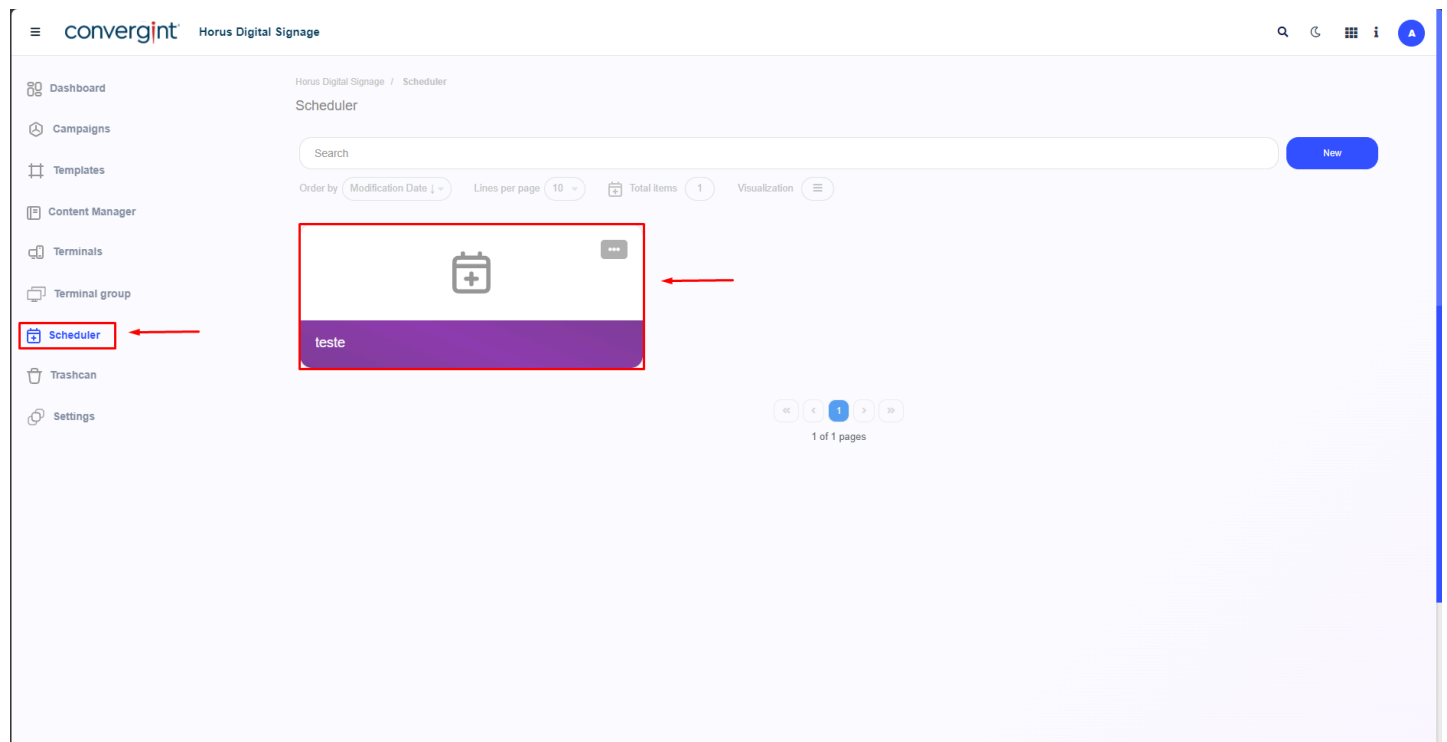 convergint Horus Digital Signage
A
Dashboard
Campaigns
Templates
Content Manager
Terminals
Terminal group
Scheduler
Trashcan
Settings
Horus Digital Signage / Scheduler
Scheduler
Search
New
Order by Modification Date ↓ Lines per page 10 Total items 1 Visualization
teste
« < 1 > »
1 of 1 pages